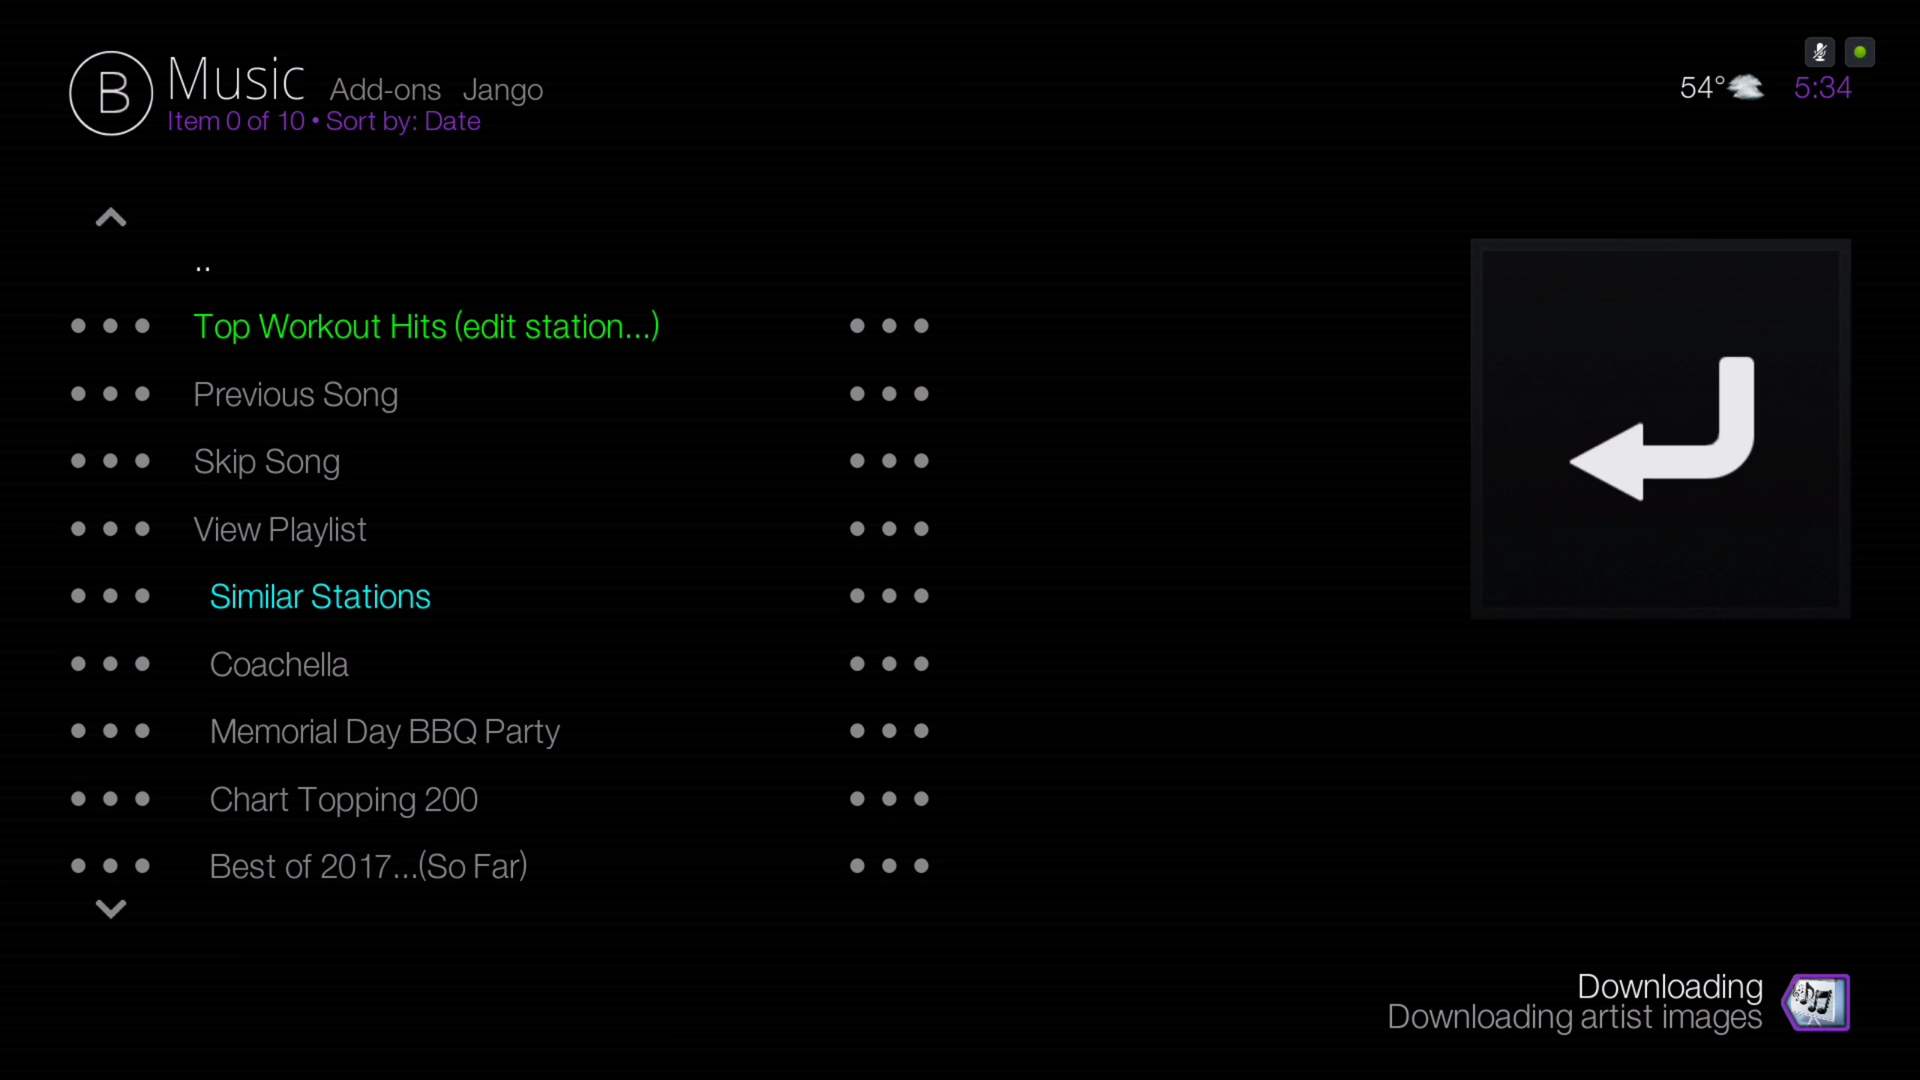 B
Music Add-ons Jango
Item 0 of 10 • Sort by: Date
54° 5:34
..
Top Workout Hits (edit station...)
Previous Song
Skip Song
View Playlist
Similar Stations
Coachella
Memorial Day BBQ Party
Chart Topping 200
Best of 2017...(So Far)
Downloading
Downloading artist images